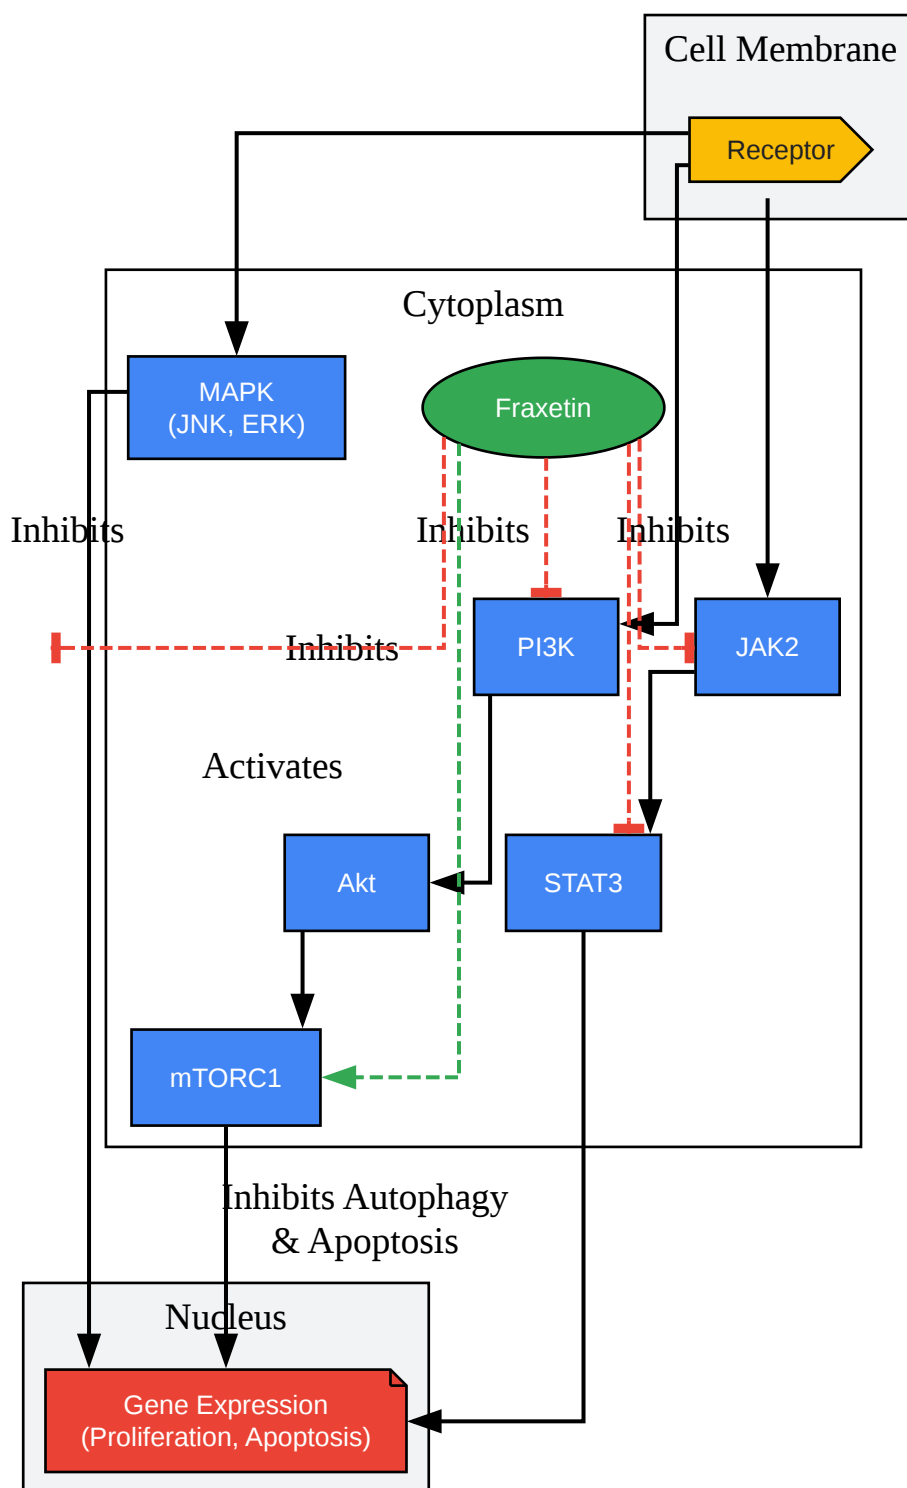 Cell Membrane
Receptor
Cytoplasm
MAPK
(JNK, ERK)
Fraxetin
Inhibits
Inhibits
Inhibits
PI3K
JAK2
Inhibits
Activates
Akt
STAT3
mTORC1
Inhibits Autophagy
& Apoptosis
Nucleus
Gene Expression
(Proliferation, Apoptosis)